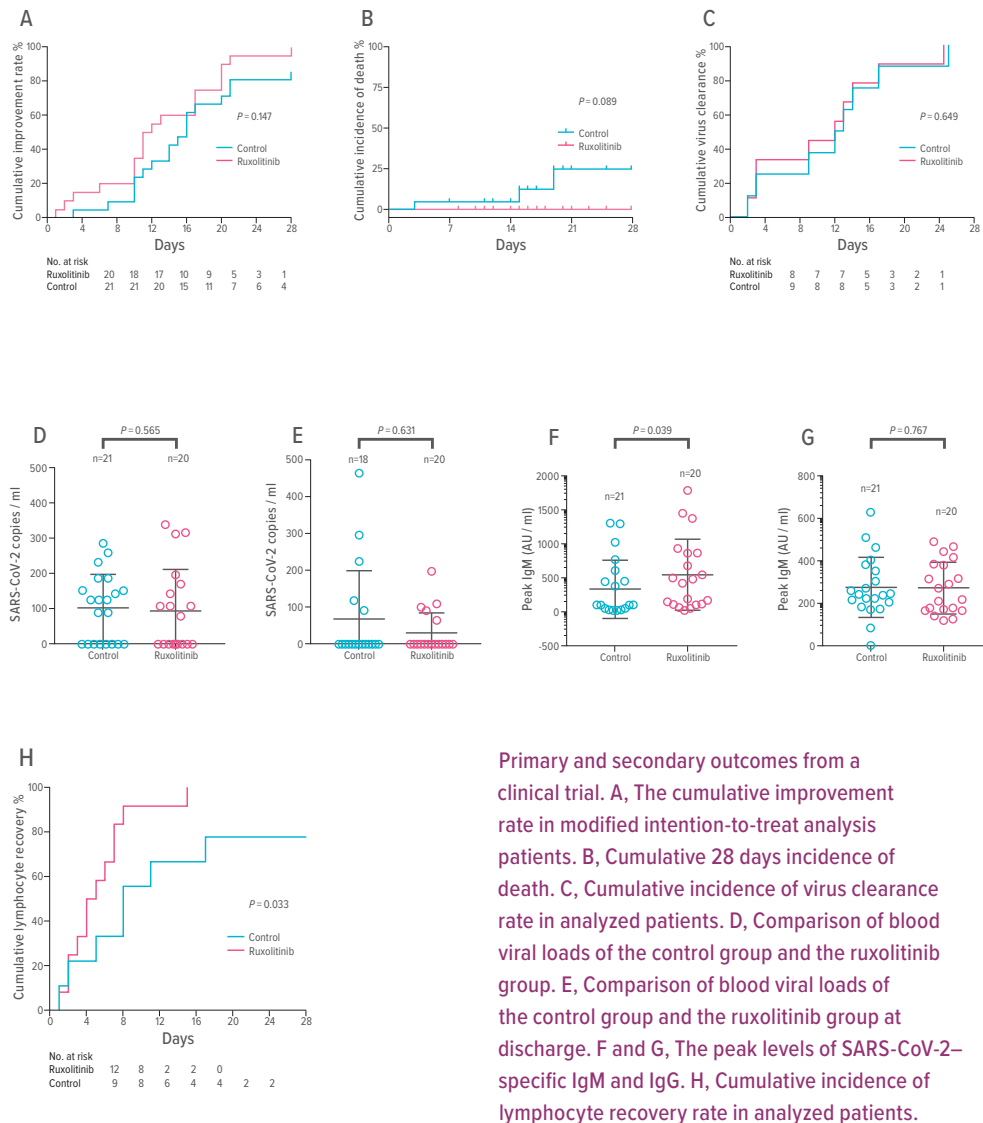 A
Cumulative improvement rate %
100
80
60
40
20
0
P = 0.147
Control
Ruxolitinib
0 4 8 12 16 20 24 28
Days
No. at risk
Ruxolitinib 20 18 17 10 9 5 3 1
Control 21 21 20 15 11 7 6 4
B
Cumulative incidence of death %
100
75
50
25
0
P = 0.089
Control
Ruxolitinib
0 7 14 21 28
Days
C
Cumulative virus clearance %
100
80
60
40
20
0
P = 0.649
Control
Ruxolitinib
0 4 8 12 16 20 24 28
Days
No. at risk
Ruxolitinib 8 7 7 5 3 2 1
Control 9 8 8 5 3 2 1
D
P = 0.565
n=21 n=20
SARS-CoV-2 copies / ml
500
400
300
200
100
0
Control Ruxolitinib
E
P = 0.631
n=18 n=20
SARS-CoV-2 copies / ml
500
400
300
200
100
0
Control Ruxolitinib
F
P = 0.039
n=21 n=20
Peak IgM (AU / ml)
2000
1500
1000
500
0
-500
Control Ruxolitinib
G
P = 0.767
n=21 n=20
Peak IgM (AU / ml)
800
600
400
200
0
Control Ruxolitinib
H
Cumulative lymphocyte recovery %
100
80
60
40
20
0
P = 0.033
Control
Ruxolitinib
0 4 8 12 16 20 24 28
Days
No. at risk
Ruxolitinib 12 8 2 2 0
Control 9 8 6 4 4 2 2
Primary and secondary outcomes from a
clinical trial. A, The cumulative improvement
rate in modified intention-to-treat analysis
patients. B, Cumulative 28 days incidence of
death. C, Cumulative incidence of virus clearance
rate in analyzed patients. D, Comparison of blood
viral loads of the control group and the ruxolitinib
group. E, Comparison of blood viral loads of
the control group and the ruxolitinib group at
discharge. F and G, The peak levels of SARS-CoV-2–
specific IgM and IgG. H, Cumulative incidence of
lymphocyte recovery rate in analyzed patients.